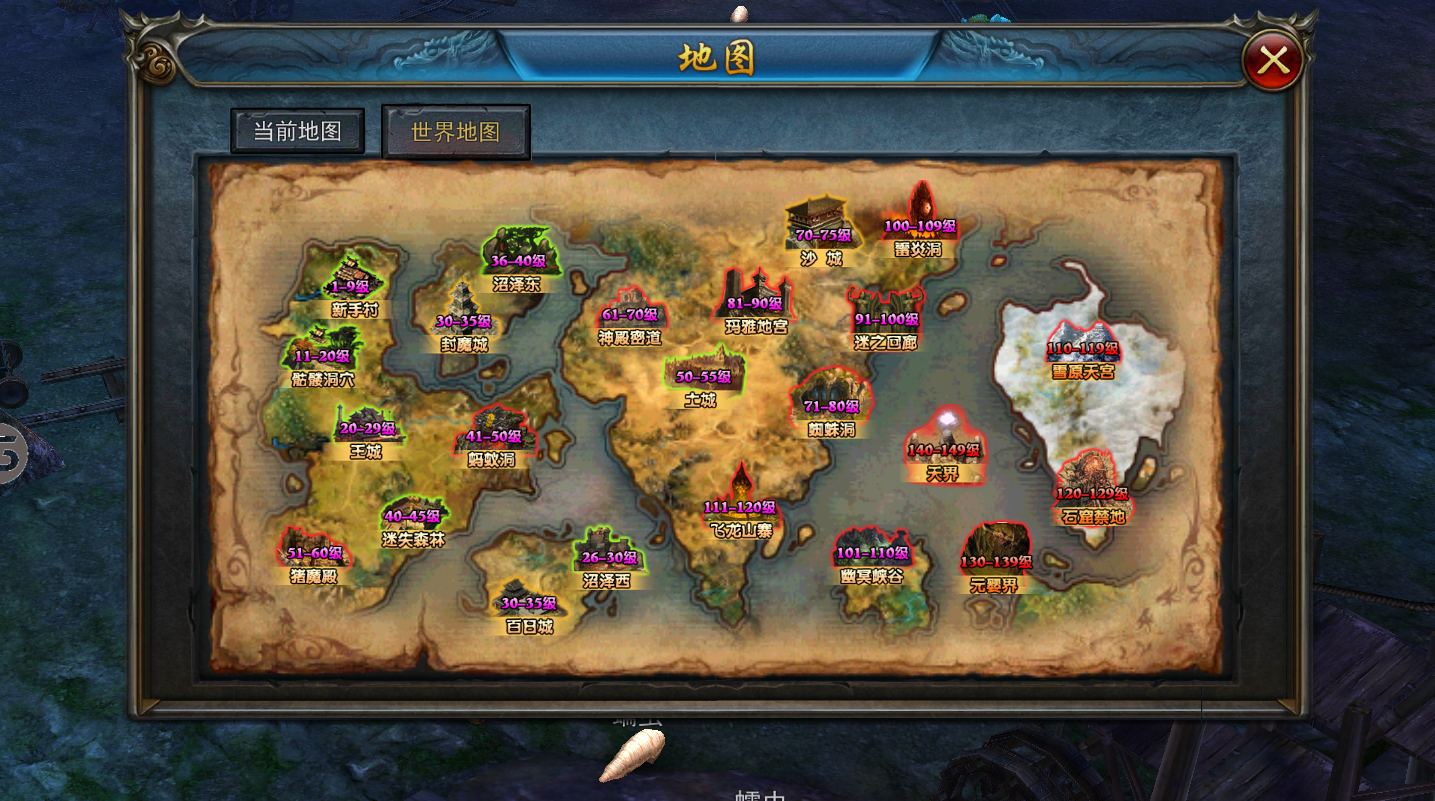 地图
当前地图
世界地图
70-75级
沙 城
100-109级
雷炎洞
36-40级
沼泽东
1-9级
新手村
30-35级
封魔城
61-70级
神殿密道
81-90级
玛雅地宫
91-100级
迷之回廊
110-119级
雪原天宫
11-20级
骷髅洞穴
50-55级
土城
71-80级
蜘蛛洞
20-29级
王城
41-50级
蚂蚁洞
140-149级
天界
120-129级
石窟禁地
40-45级
迷失森林
111-120级
飞龙山寨
51-60级
猪魔殿
26-30级
沼泽西
101-110级
幽冥峡谷
130-139级
元婴界
30-35级
百日城